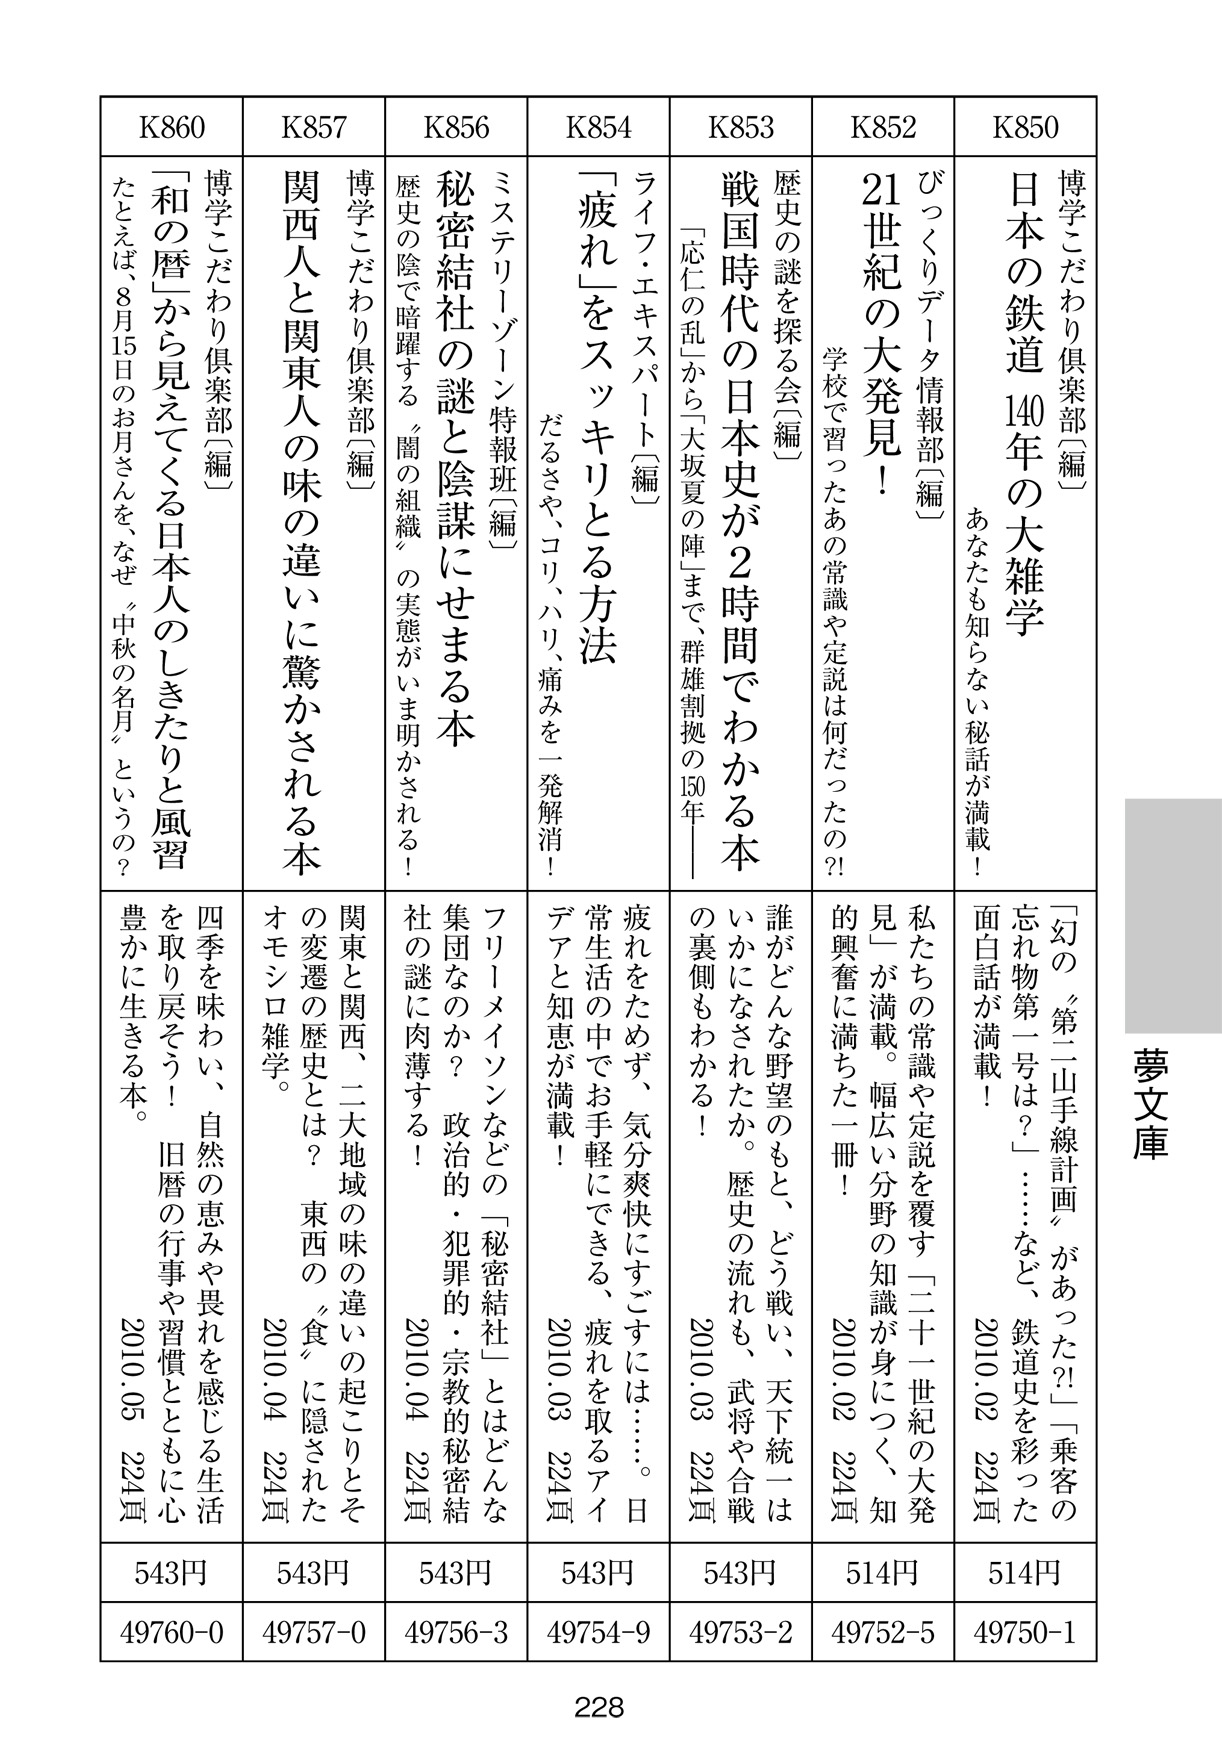 夢文庫
K850
博学こだわり倶楽部〔編〕
日本の鉄道 140年の大雑学
あなたも知らない秘話が満載！
「幻の〝第二山手線計画〟があった?!」「乗客の
忘れ物第一号は？」……など、鉄道史を彩った
面白話が満載！
2010.02 224頁
514円
49750-1
K852
びっくりデータ情報部〔編〕
21世紀の大発見！
学校で習ったあの常識や定説は何だったの?!
私たちの常識や定説を覆す「二十一世紀の大発
見」が満載。幅広い分野の知識が身につく、知
的興奮に満ちた一冊！
2010.02 224頁
514円
49752-5
K853
歴史の謎を探る会〔編〕
戦国時代の日本史が２時間でわかる本
「応仁の乱」から「大坂夏の陣」まで、群雄割拠の150年――
誰がどんな野望のもと、どう戦い、天下統一は
いかになされたか。歴史の流れも、武将や合戦
の裏側もわかる！
2010.03 224頁
543円
49753-2
K854
ライフ・エキスパート〔編〕
「疲れ」をスッキリとる方法
だるさや、コリ、ハリ、痛みを一発解消！
疲れをためず、気分爽快にすごすには……。日
常生活の中でお手軽にできる、疲れを取るアイ
デアと知恵が満載！
2010.03 224頁
543円
49754-9
K856
ミステリーゾーン特報班〔編〕
秘密結社の謎と陰謀にせまる本
歴史の陰で暗躍する〝闇の組織〟の実態がいま明かされる！
フリーメイソンなどの「秘密結社」とはどんな
集団なのか？ 政治的・犯罪的・宗教的秘密結
社の謎に肉薄する！
2010.04 224頁
543円
49756-3
K857
博学こだわり倶楽部〔編〕
関西人と関東人の味の違いに驚かされる本
関東と関西、二大地域の味の違いの起こりとそ
の変遷の歴史とは？ 東西の〝食〟に隠された
オモシロ雑学。
2010.04 224頁
543円
49757-0
K860
博学こだわり倶楽部〔編〕
「和の暦」から見えてくる日本人のしきたりと風習
たとえば、８月15日のお月さんを、なぜ〝中秋の名月〟というの？
四季を味わい、自然の恵みや畏れを感じる生活
を取り戻そう！ 旧暦の行事や習慣とともに心
豊かに生きる本。
2010.05 224頁
543円
49760-0
228